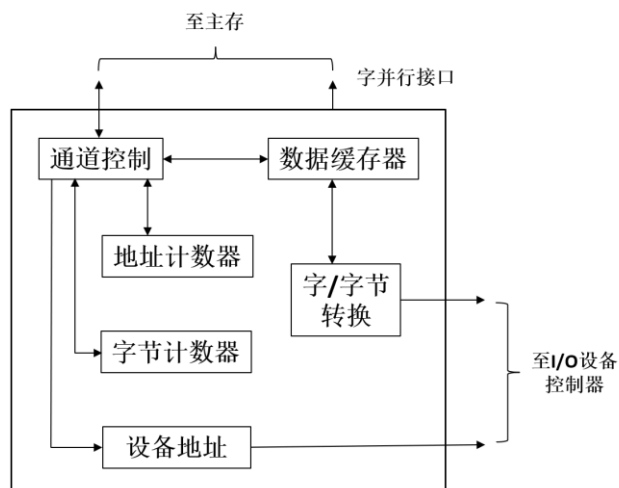 至主存
字并行接口
通道控制
数据缓存器
地址计数器
字/字节
转换
字节计数器
至I/O设备
控制器
设备地址